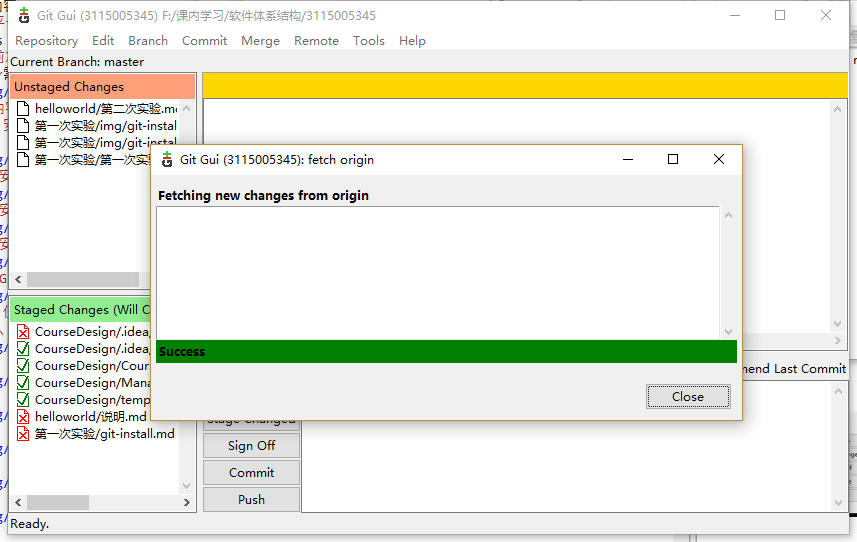 Git Gui (3115005345) F:/课内学习/软件体系结构/3115005345
Repository Edit Branch Commit Merge Remote Tools Help
Current Branch: master
Unstaged Changes
helloworld/第二次实验.md
第一次实验/img/git-instal
第一次实验/img/git-instal
第一次实验/第一次实验
Git Gui (3115005345): fetch origin
Fetching new changes from origin
Success
Close
Staged Changes (Will C
CourseDesign/.idea,
CourseDesign/.idea,
CourseDesign/Cour
CourseDesign/Mana
CourseDesign/temp
helloworld/说明.md
第一次实验/git-install.md
mend Last Commit
Stage Changed
Sign Off
Commit
Push
Ready.